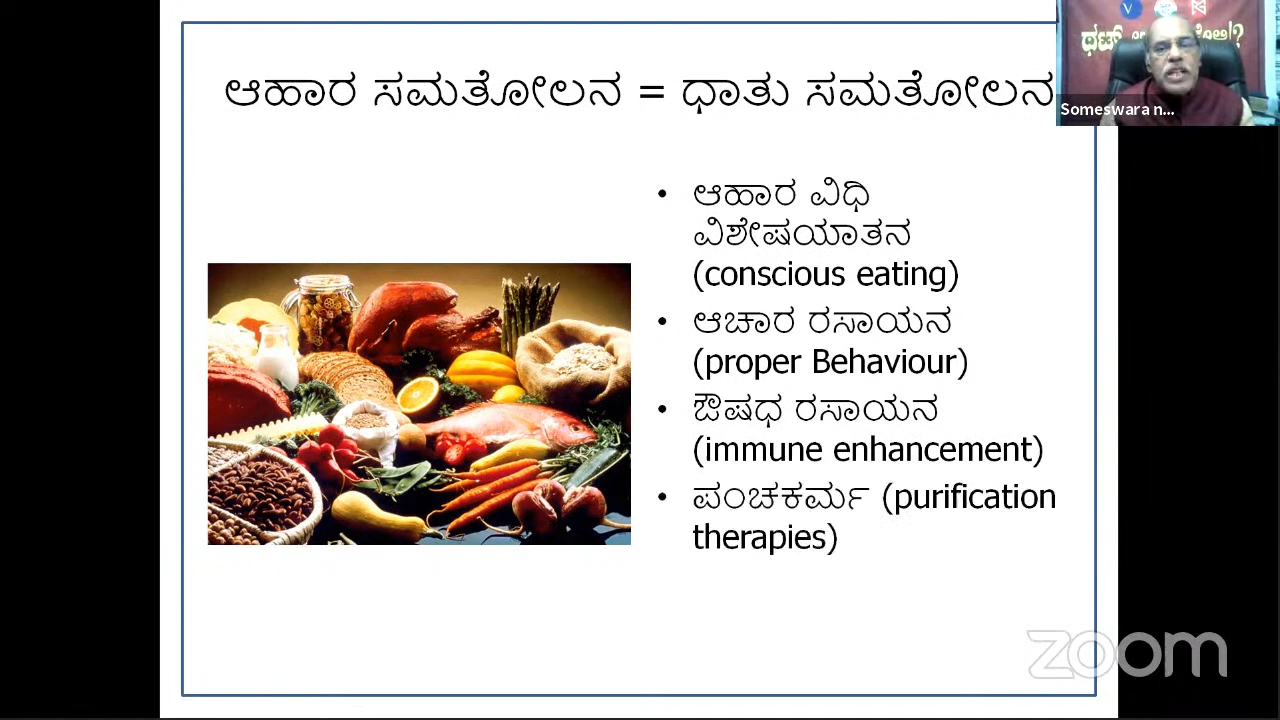 ಆಹಾರ ಸಮತೋಲನ = ಧಾತು ಸಮತೋಲನ
Someswara n...
• ಆಹಾರ ವಿಧಿ
ವಿಶೇಷಯಾತನ
(conscious eating)
• ಆಚಾರ ರಸಾಯನ
(proper Behaviour)
• ಔಷಧ ರಸಾಯನ
(immune enhancement)
• ಪಂಚಕರ್ಮ (purification
therapies)
zoom